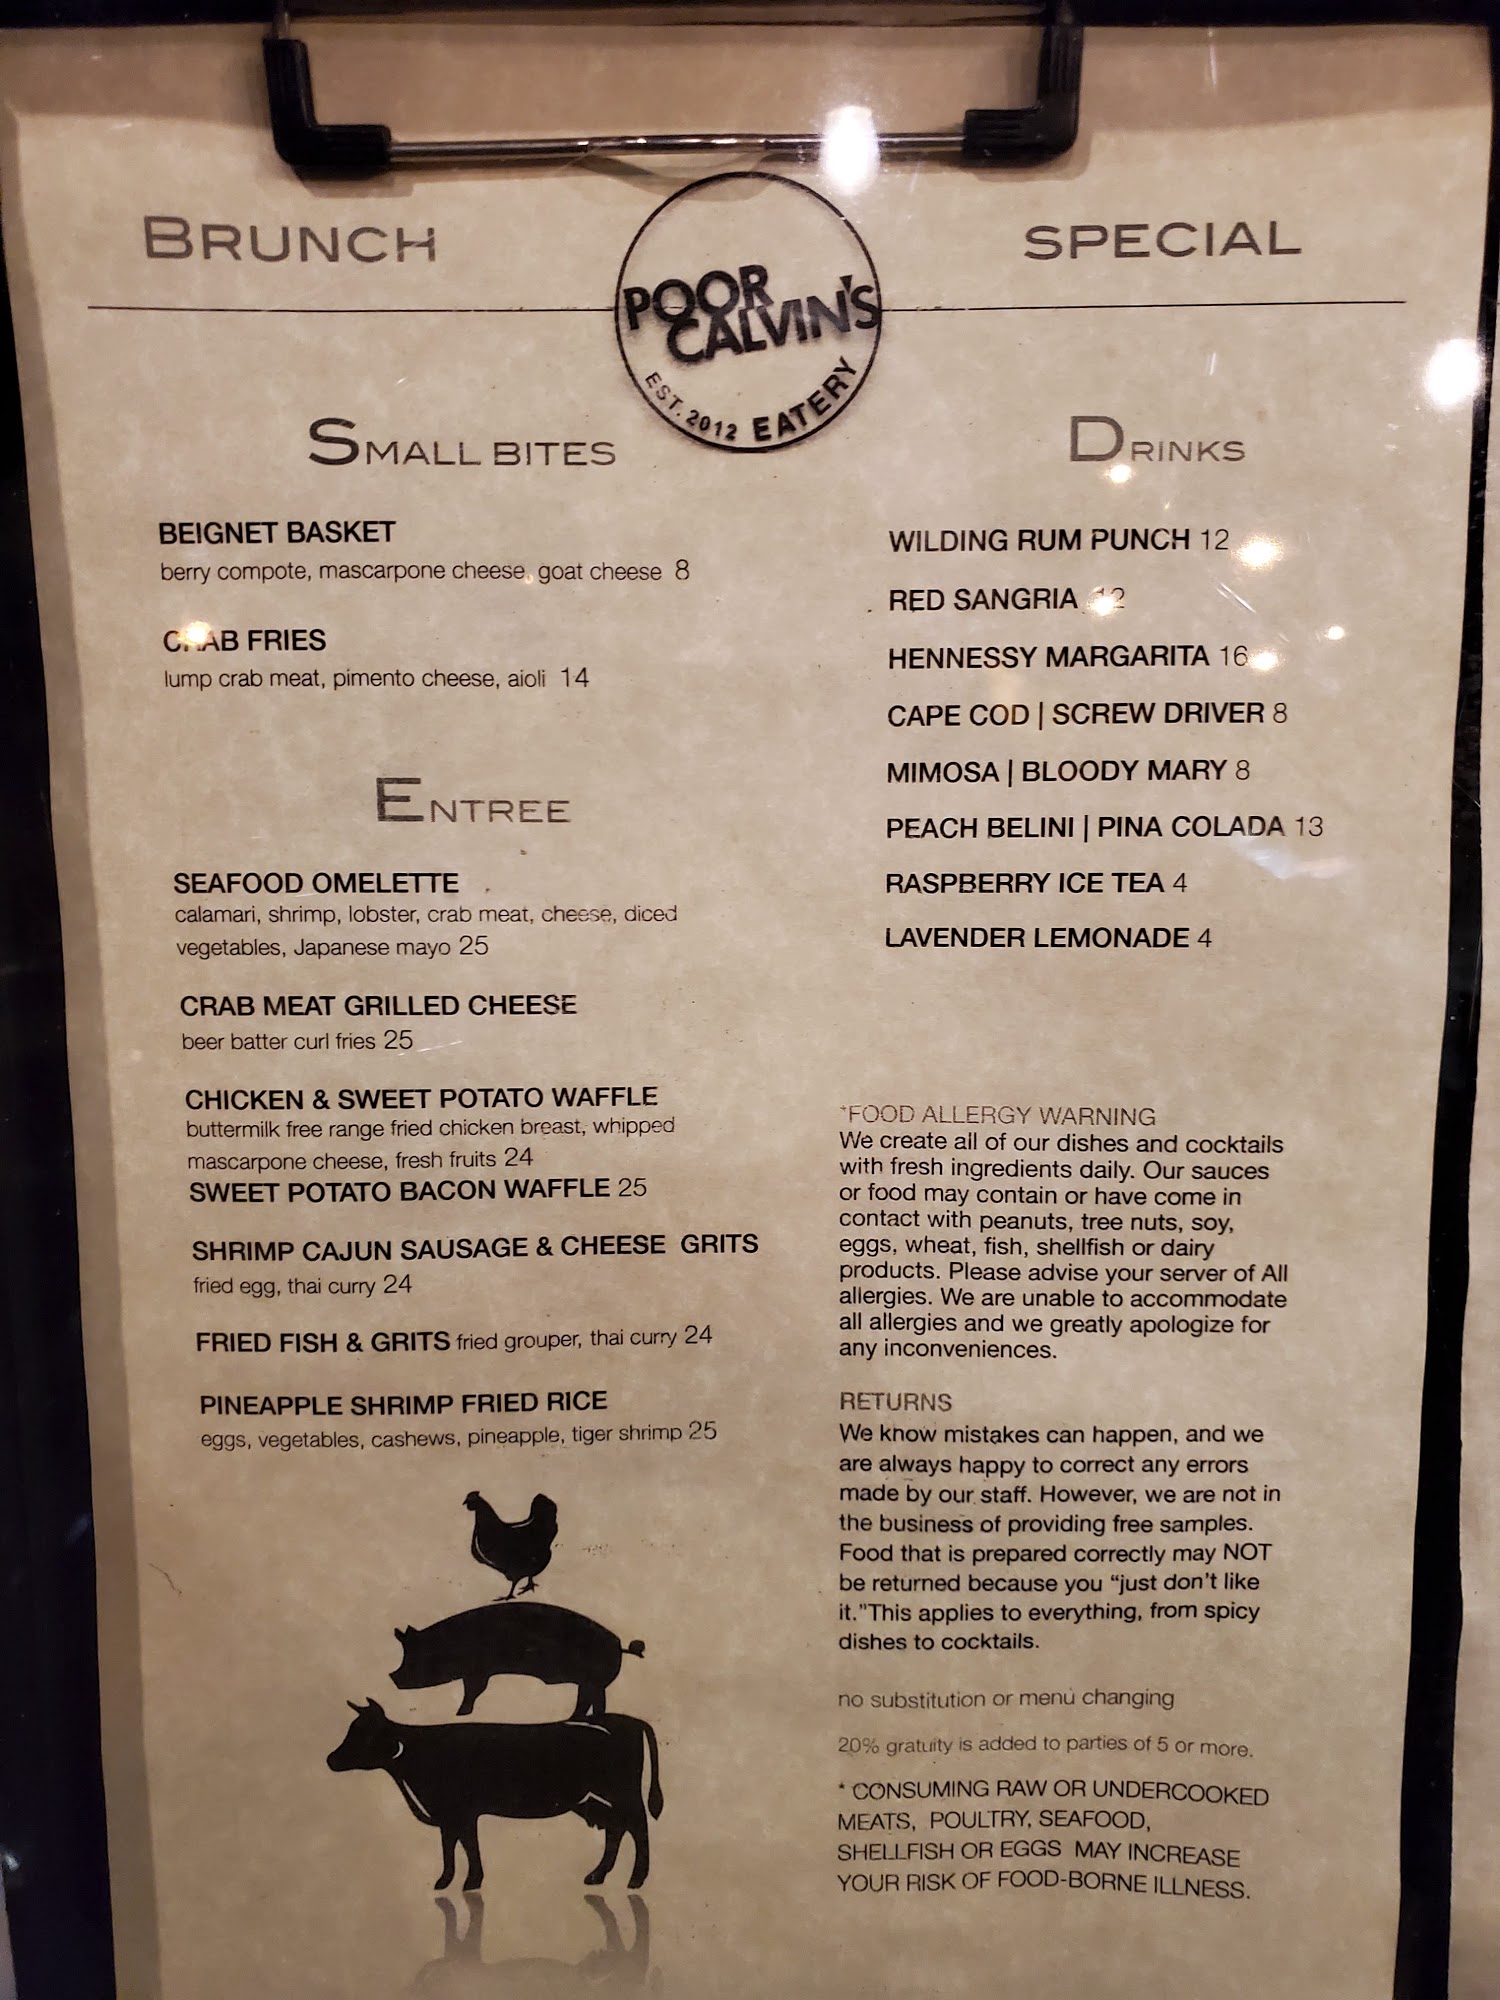 BRUNCH
SPECIAL
POOR
CALVIN'S
EST. 2012 EATERY
SMALL BITES
BEIGNET BASKET
berry compote, mascarpone cheese, goat cheese 8
CRAB FRIES
lump crab meat, pimento cheese, aioli 14
ENTREE
SEAFOOD OMELETTE
calamari, shrimp, lobster, crab meat, cheese, diced
vegetables, Japanese mayo 25
CRAB MEAT GRILLED CHEESE
beer batter curl fries 25
CHICKEN & SWEET POTATO WAFFLE
buttermilk free range fried chicken breast, whipped
mascarpone cheese, fresh fruits 24
SWEET POTATO BACON WAFFLE 25
SHRIMP CAJUN SAUSAGE & CHEESE GRITS
fried egg, thai curry 24
FRIED FISH & GRITS fried grouper, thai curry 24
PINEAPPLE SHRIMP FRIED RICE
eggs, vegetables, cashews, pineapple, tiger shrimp 25
DRINKS
WILDING RUM PUNCH 12
RED SANGRIA 12
HENNESSY MARGARITA 16
CAPE COD | SCREW DRIVER 8
MIMOSA | BLOODY MARY 8
PEACH BELINI | PINA COLADA 13
RASPBERRY ICE TEA 4
LAVENDER LEMONADE 4
*FOOD ALLERGY WARNING
We create all of our dishes and cocktails
with fresh ingredients daily. Our sauces
or food may contain or have come in
contact with peanuts, tree nuts, soy,
eggs, wheat, fish, shellfish or dairy
products. Please advise your server of All
allergies. We are unable to accommodate
all allergies and we greatly apologize for
any inconveniences.
RETURNS
We know mistakes can happen, and we
are always happy to correct any errors
made by our staff. However, we are not in
the business of providing free samples.
Food that is prepared correctly may NOT
be returned because you “just don't like
it."This applies to everything, from spicy
dishes to cocktails.
no substitution or menu changing
20% gratuity is added to parties of 5 or more.
* CONSUMING RAW OR UNDERCOOKED
MEATS, POULTRY, SEAFOOD,
SHELLFISH OR EGGS MAY INCREASE
YOUR RISK OF FOOD-BORNE ILLNESS.